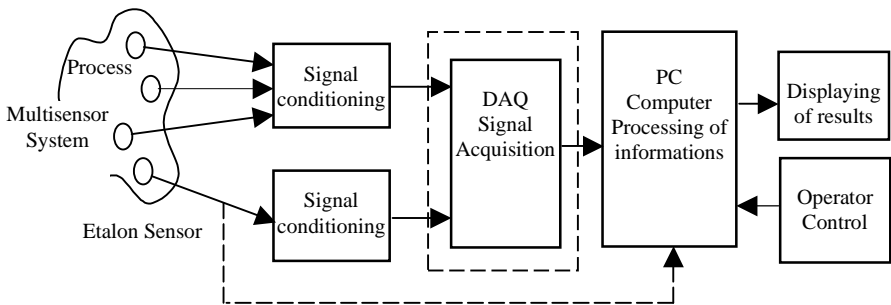 Process
Multisensor
System
Etalon Sensor
Signal
conditioning
Signal
conditioning
DAQ
Signal
Acquisition
PC
Computer
Processing of
informations
Displaying
of results
Operator
Control